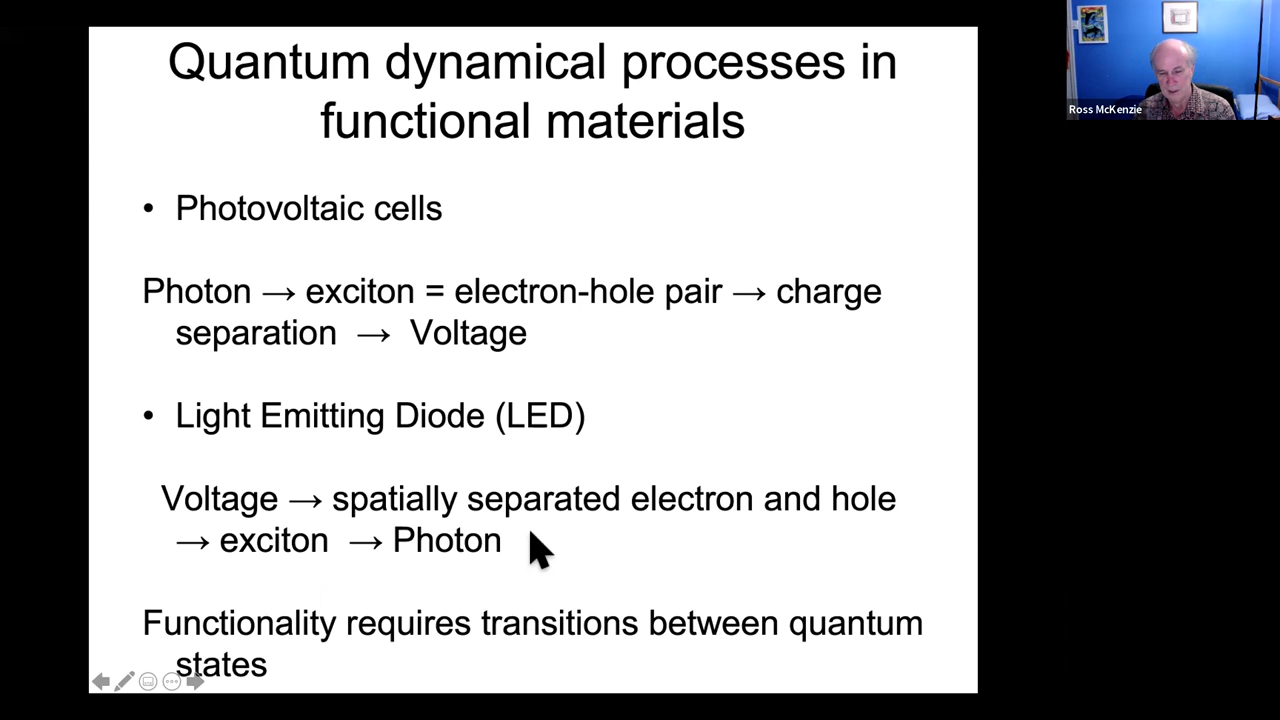 Quantum dynamical processes in
functional materials
• Photovoltaic cells
Photon → exciton = electron-hole pair → charge
separation → Voltage
• Light Emitting Diode (LED)
Voltage → spatially separated electron and hole
→ exciton → Photon
Functionality requires transitions between quantum
states
Ross McKenzie